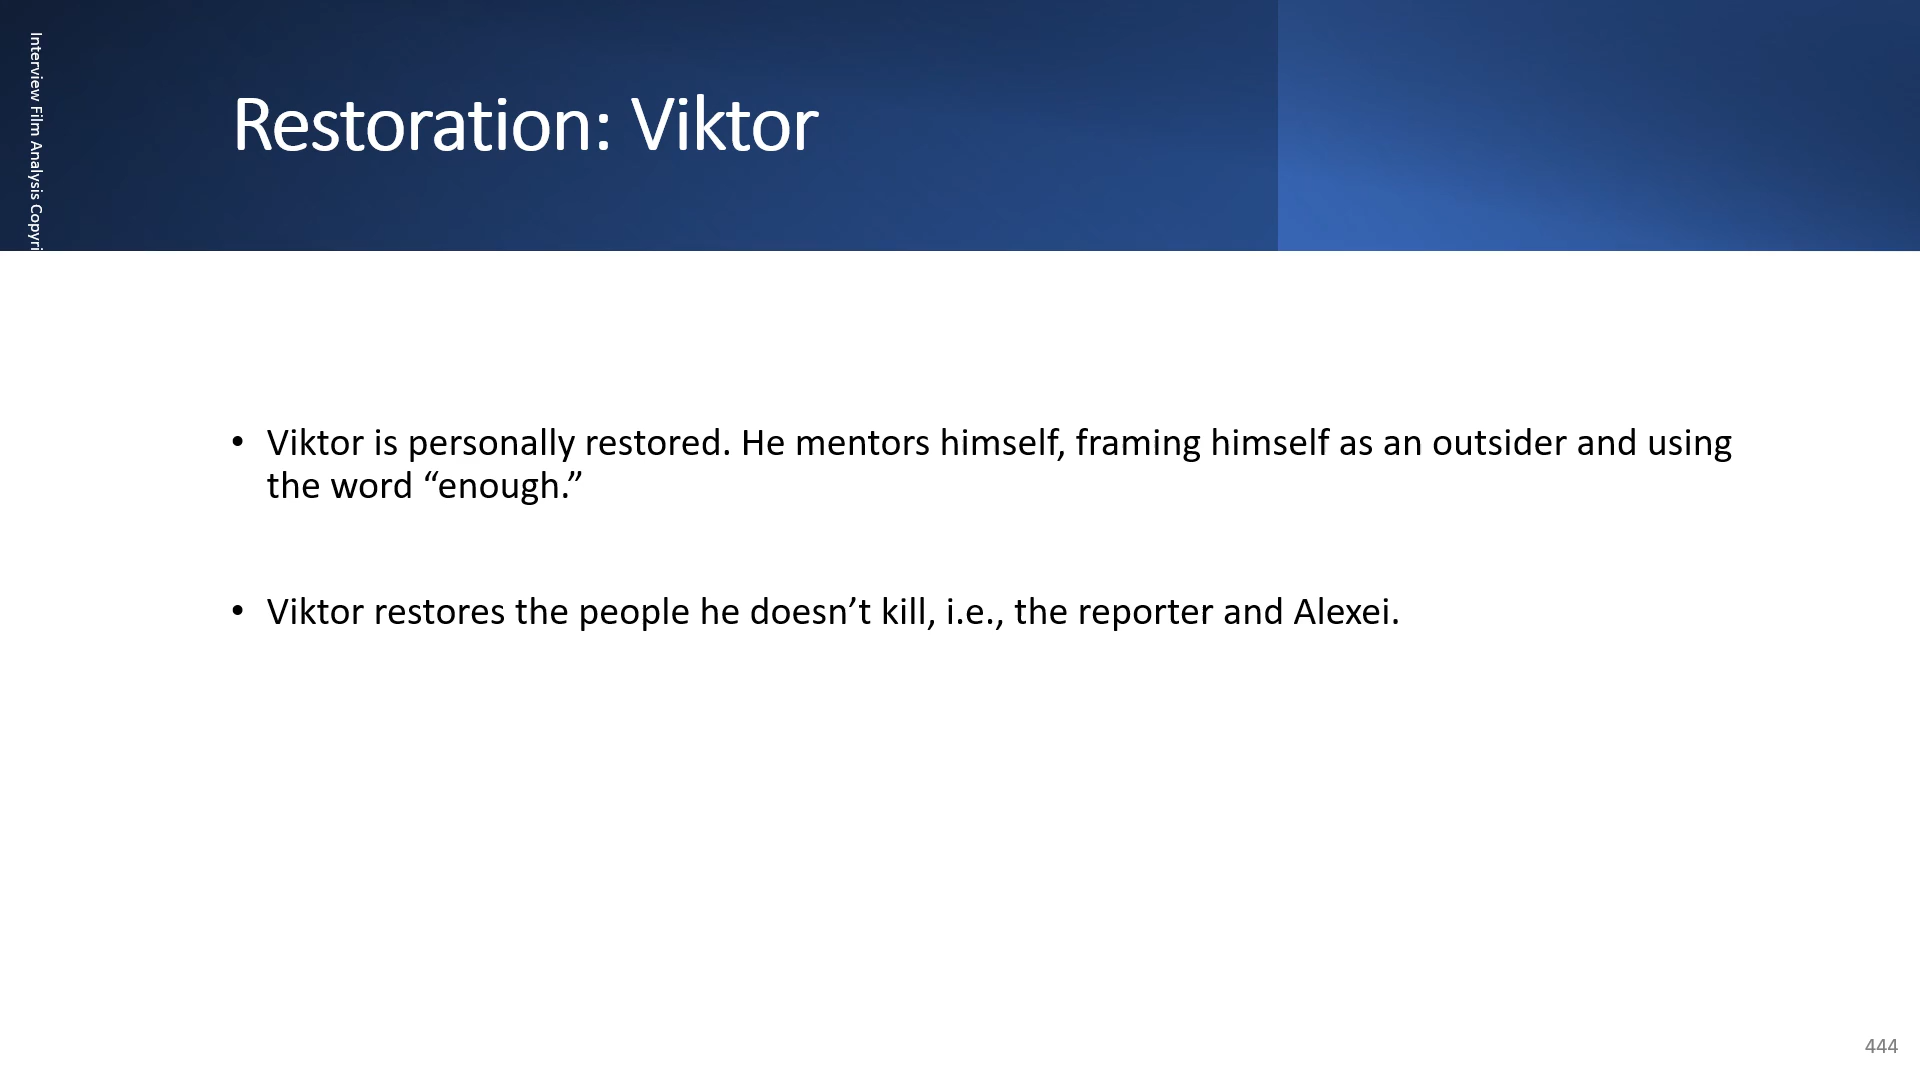 Interview Film Analysis Copyri
Restoration: Viktor
• Viktor is personally restored. He mentors himself, framing himself as an outsider and using
the word “enough.”
• Viktor restores the people he doesn’t kill, i.e., the reporter and Alexei.
444